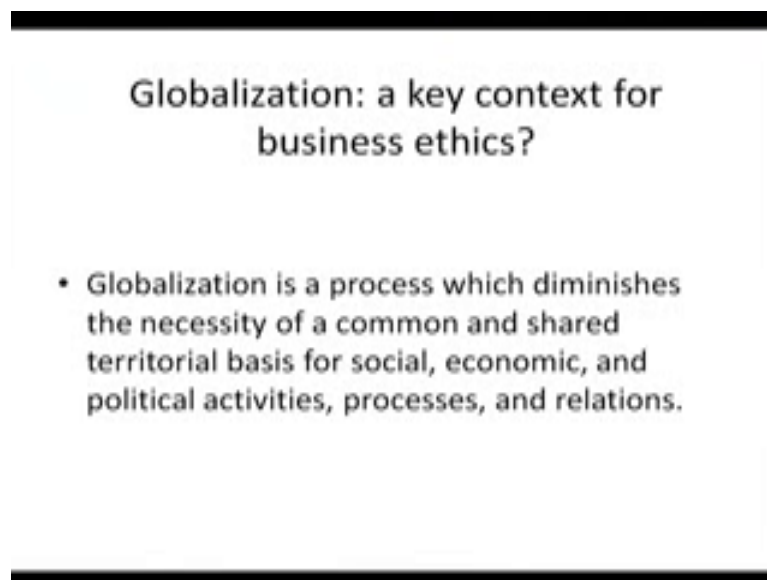 Globalization: a key context for
business ethics?
• Globalization is a process which diminishes
the necessity of a common and shared
territorial basis for social, economic, and
political activities, processes, and relations.